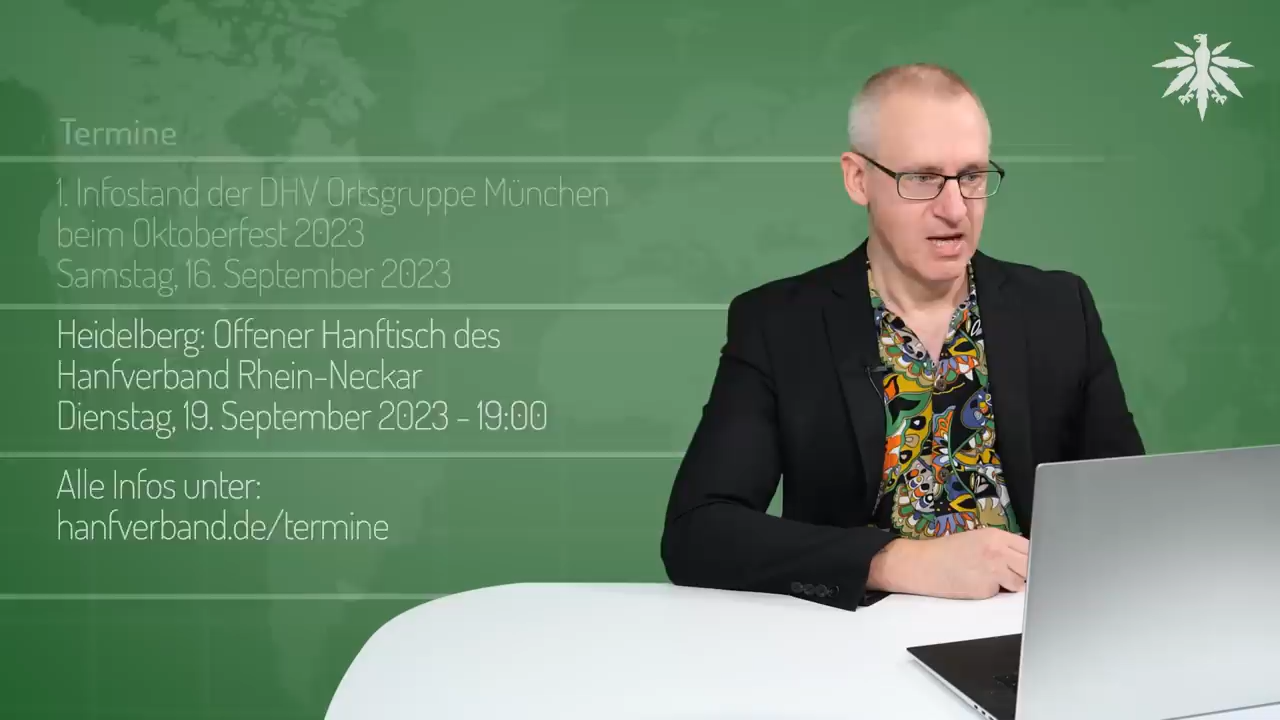 Termine
1. Infostand der DHV Ortsgruppe München
beim Oktoberfest 2023
Samstag, 16. September 2023
Heidelberg: Offener Hanftisch des
Hanfverband Rhein-Neckar
Dienstag, 19. September 2023 - 19:00
Alle Infos unter:
hanfverband.de/termine